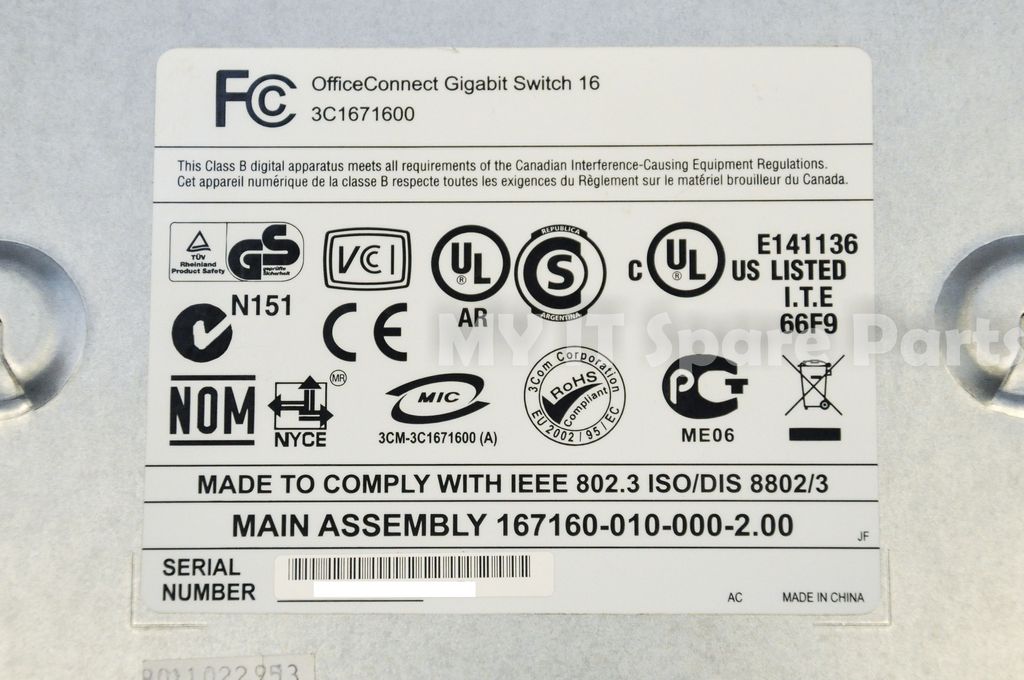 FC OfficeConnect Gigabit Switch 16
3C1671600
This Class B digital apparatus meets all requirements of the Canadian Interference-Causing Equipment Regulations.
Cet appareil numérique de la classe B respecte toutes les exigences du Règlement sur le matériel brouilleur du Canada.
TÜV
Rheinland
Product Safety
GS
geprüfte
Sicherheit
VCI
UL
®
AR
REPUBLICA
S
ARGENTINA
C UL US
®
E141136
LISTED
I.T.E
66F9
N151
CE
MY IT Spare Parts
NOM
MR
NYCE
MIC
3CM-3C1671600 (A)
3Com Corporation
RoHS
Compliant
EU 2002 / 95 / EC
PCT
ME06
MADE TO COMPLY WITH IEEE 802.3 ISO/DIS 8802/3
MAIN ASSEMBLY 167160-010-000-2.00
JF
SERIAL
NUMBER
AC MADE IN CHINA